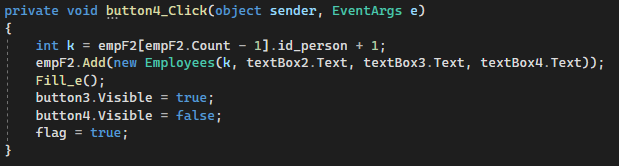 private void button4_Click(object sender, EventArgs e)
{
    int k = empF2[empF2.Count - 1].id_person + 1;
    empF2.Add(new Employees(k, textBox2.Text, textBox3.Text, textBox4.Text));
    Fill_e();
    button3.Visible = true;
    button4.Visible = false;
    flag = true;
}